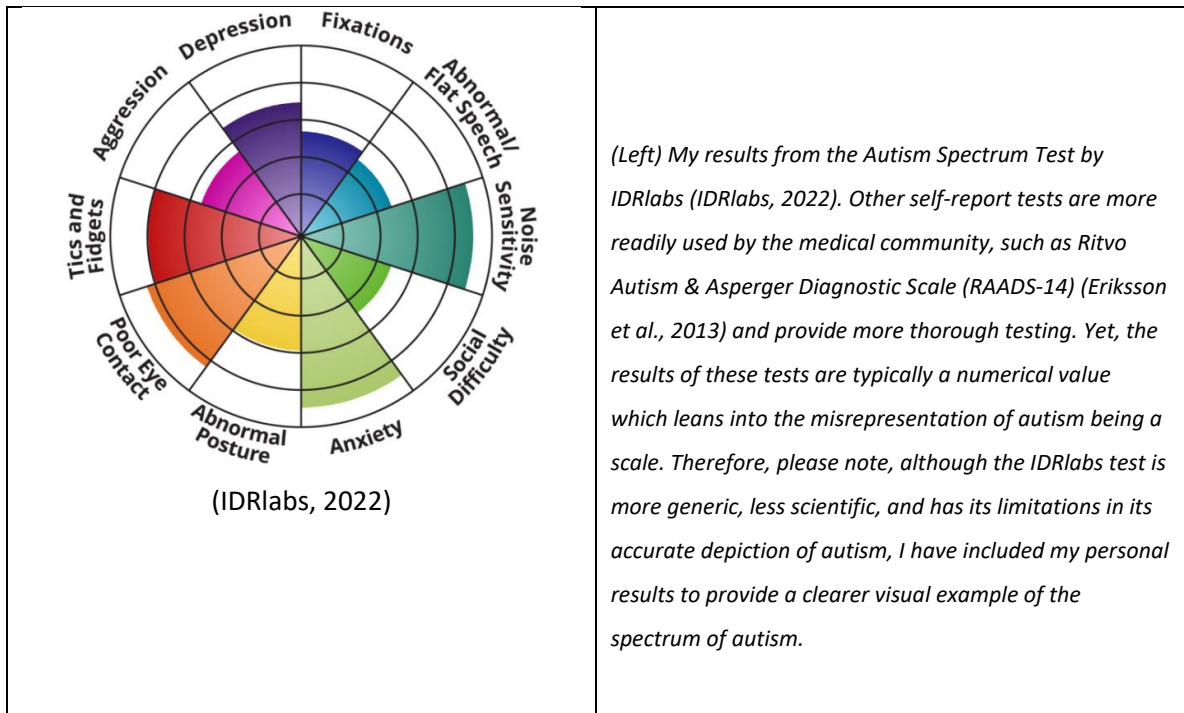 Depression
Fixations
Abnormal/
Flat Speech
Noise
Sensitivity
Social
Difficulty
Anxiety
Abnormal
Posture
Poor Eye
Contact
Tics and
Fidgets
Aggression
(IDRlabs, 2022)
(Left) My results from the Autism Spectrum Test by
IDRlabs (IDRlabs, 2022). Other self-report tests are more
readily used by the medical community, such as Ritvo
Autism & Asperger Diagnostic Scale (RAADS-14) (Eriksson
et al., 2013) and provide more thorough testing. Yet, the
results of these tests are typically a numerical value
which leans into the misrepresentation of autism being a
scale. Therefore, please note, although the IDRlabs test is
more generic, less scientific, and has its limitations in its
accurate depiction of autism, I have included my personal
results to provide a clearer visual example of the
spectrum of autism.